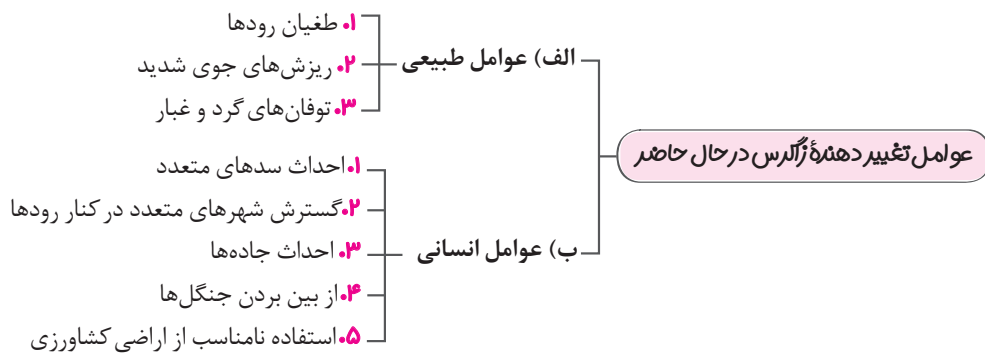 عوامل تغییر دهندهٔ زاگرس در حال حاضر
الف) عوامل طبیعی
۱. طغیان رودها
۲. ریزش‌های جوی شدید
۳. توفان‌های گرد و غبار
ب) عوامل انسانی
۱. احداث سدهای متعدد
۲. گسترش شهرهای متعدد در کنار رودها
۳. احداث جاده‌ها
۴. از بین بردن جنگل‌ها
۵. استفاده نامناسب از اراضی کشاورزی